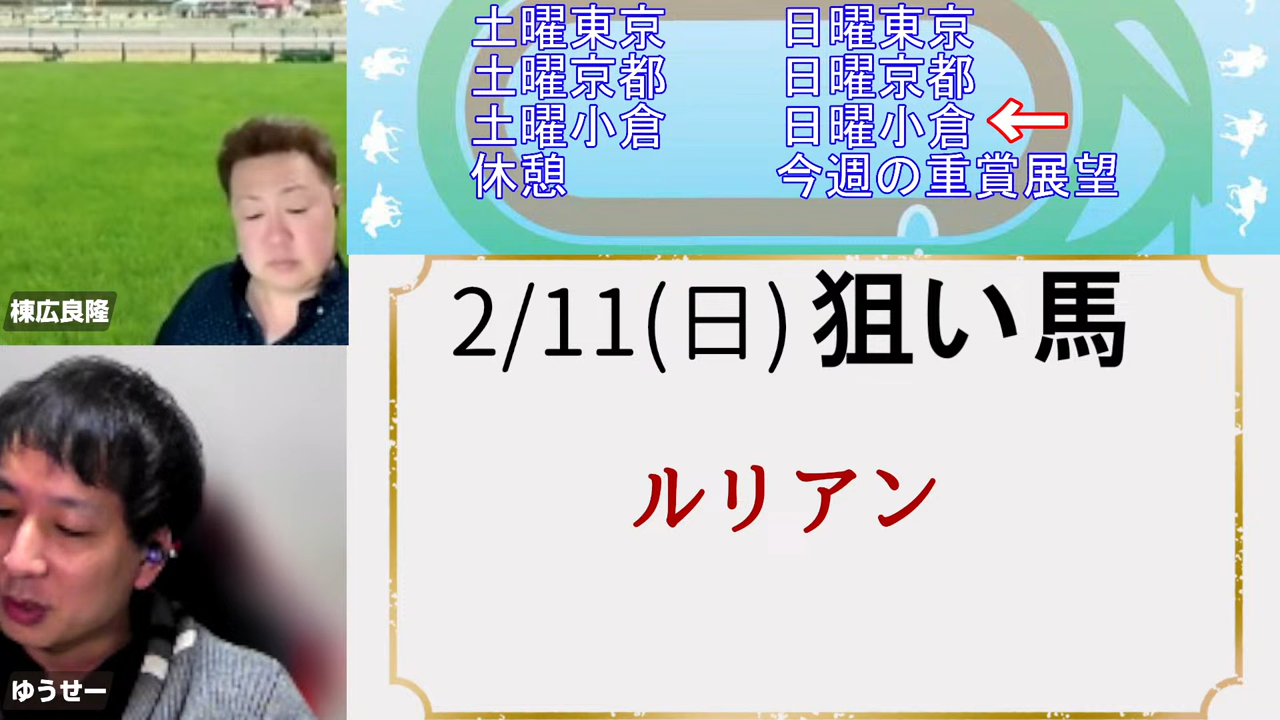 土曜東京
日曜東京
土曜京都
日曜京都
土曜小倉
日曜小倉
休憩
今週の重賞展望
棟広良隆
2/11(日)狙い馬
ルリアン
ゆうせー